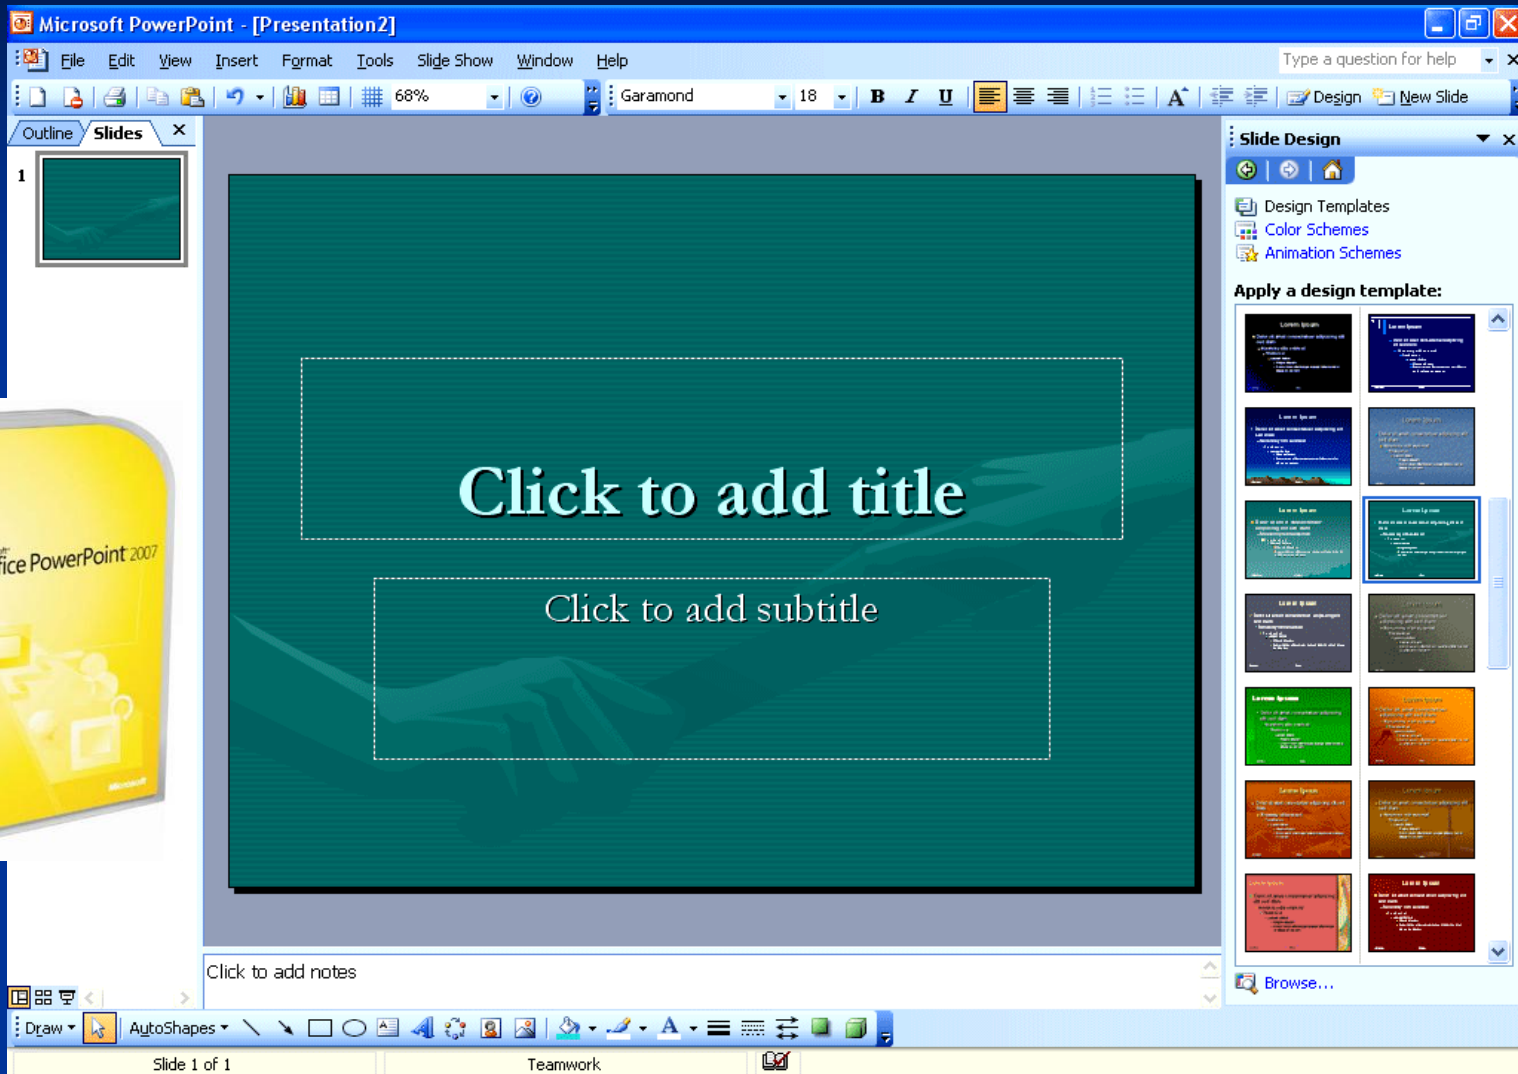 Microsoft PowerPoint - [Presentation2]
File Edit View Insert Format Tools Slide Show Window Help
Type a question for help
68%
Garamond
18
B I U
A
Design
New Slide
Outline Slides
1
Click to add title
Click to add subtitle
Office PowerPoint 2007
Microsoft
Slide Design
Design Templates
Color Schemes
Animation Schemes
Apply a design template:
Browse...
Click to add notes
Draw AutoShapes
A
Slide 1 of 1
Teamwork